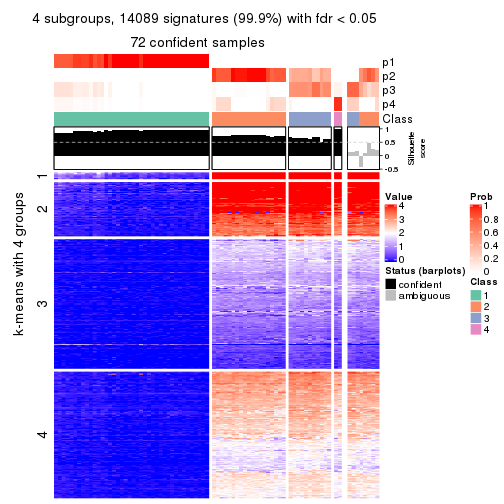 4 subgroups, 14089 signatures (99.9%) with fdr < 0.05
72 confident samples
p1
p2
p3
p4
Class
1
0.5
0
-0.5
Silhouette
score
k-means with 4 groups
1
2
3
4
Value
4
3
2
1
0
Status (barplots)
confident
ambiguous
Prob
1
0.8
0.6
0.4
0.2
0
Class
1
2
3
4